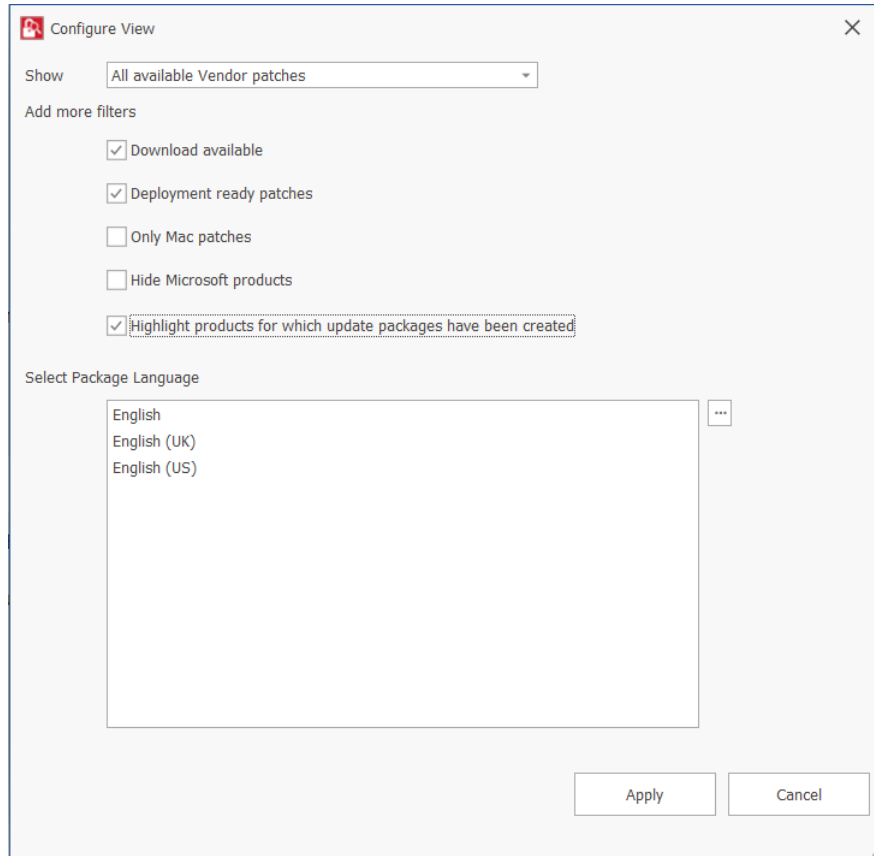 Configure View
Show All available Vendor patches
Add more filters
Download available
Deployment ready patches
Only Mac patches
Hide Microsoft products
Highlight products for which update packages have been created
Select Package Language
English
...
English (UK)
English (US)
Apply Cancel